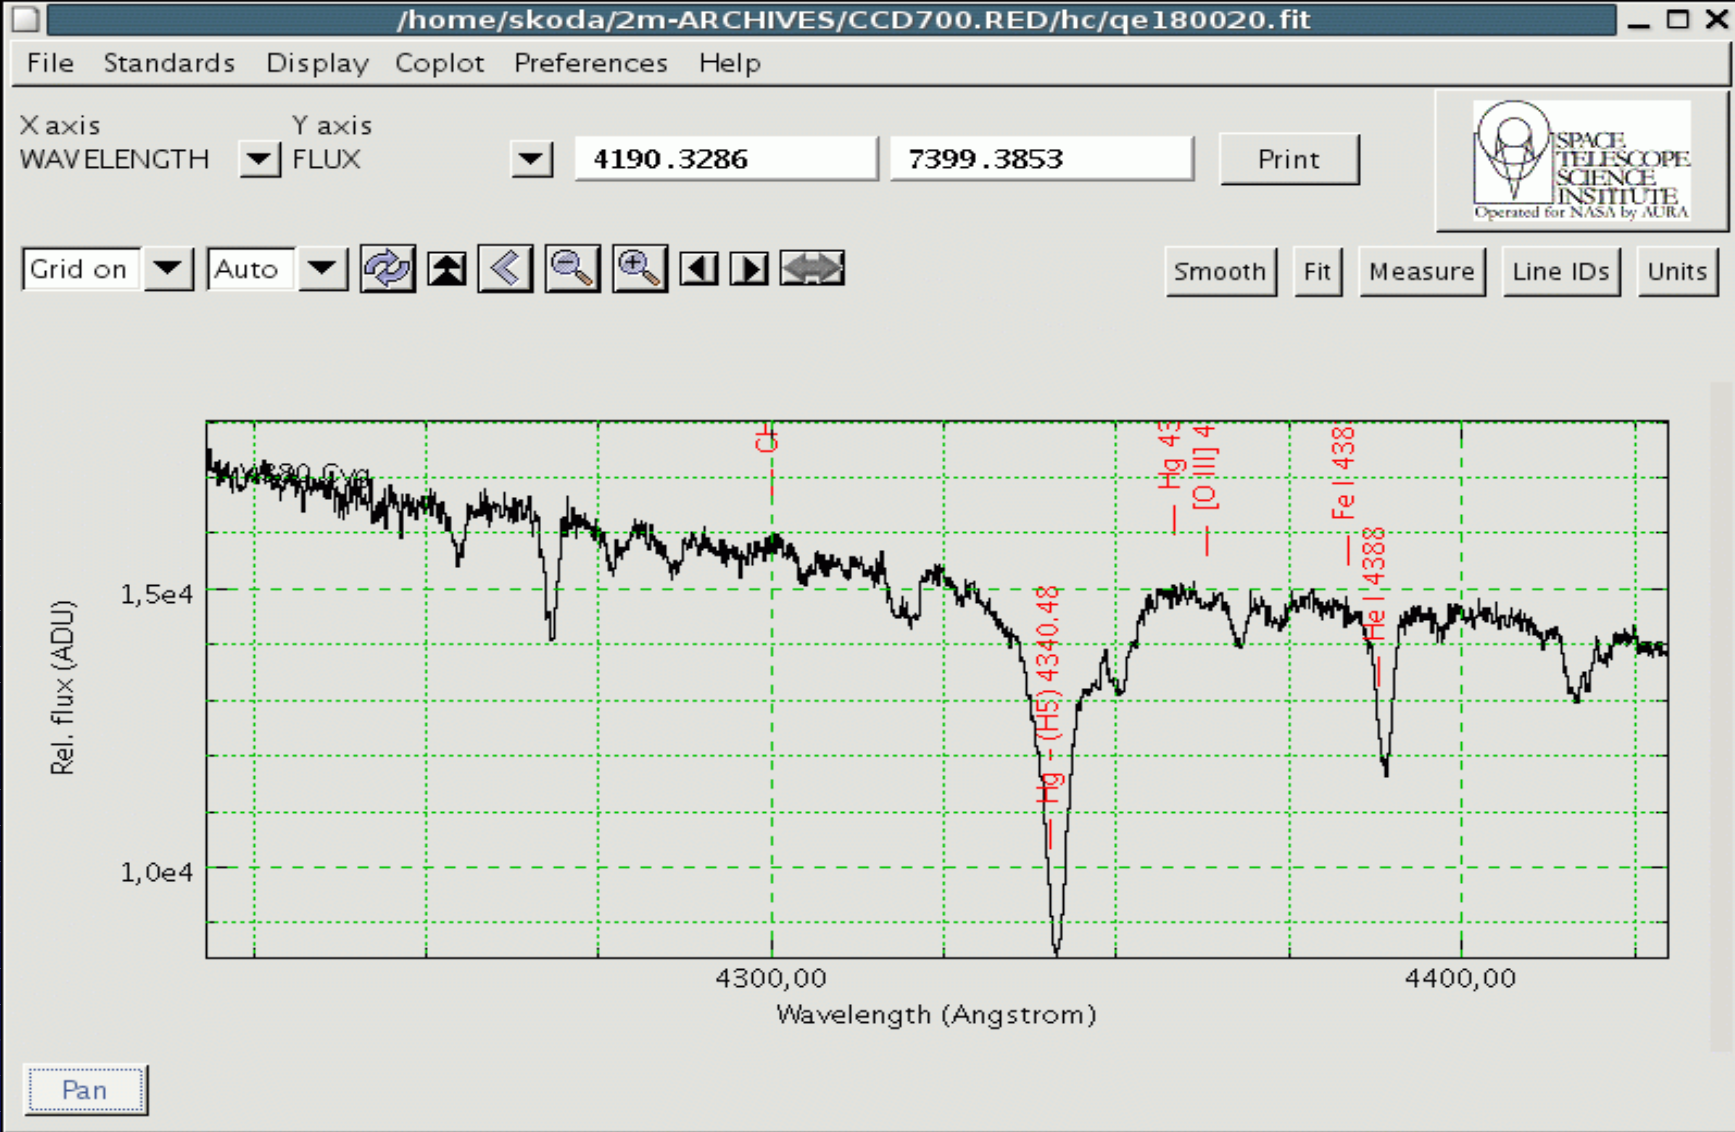 /home/skoda/2m-ARCHIVES/CCD700.RED/hc/qe180020.fit
File Standards Display Coplot Preferences Help
X axis Y axis
WAVELENGTH FLUX 4190.3286 7399.3853 Print
SPACE
TELESCOPE
SCIENCE
INSTITUTE
Operated for NASA by AURA
Grid on Auto Smooth Fit Measure Line IDs Units
CH
Hg 43
[O III] 4
Fe I 438
He I 4388
Hg - (H5) 4340.48
Cyg
1,5e4
1,0e4
Rel. flux (ADU)
4300,00 4400,00
Wavelength (Angstrom)
Pan